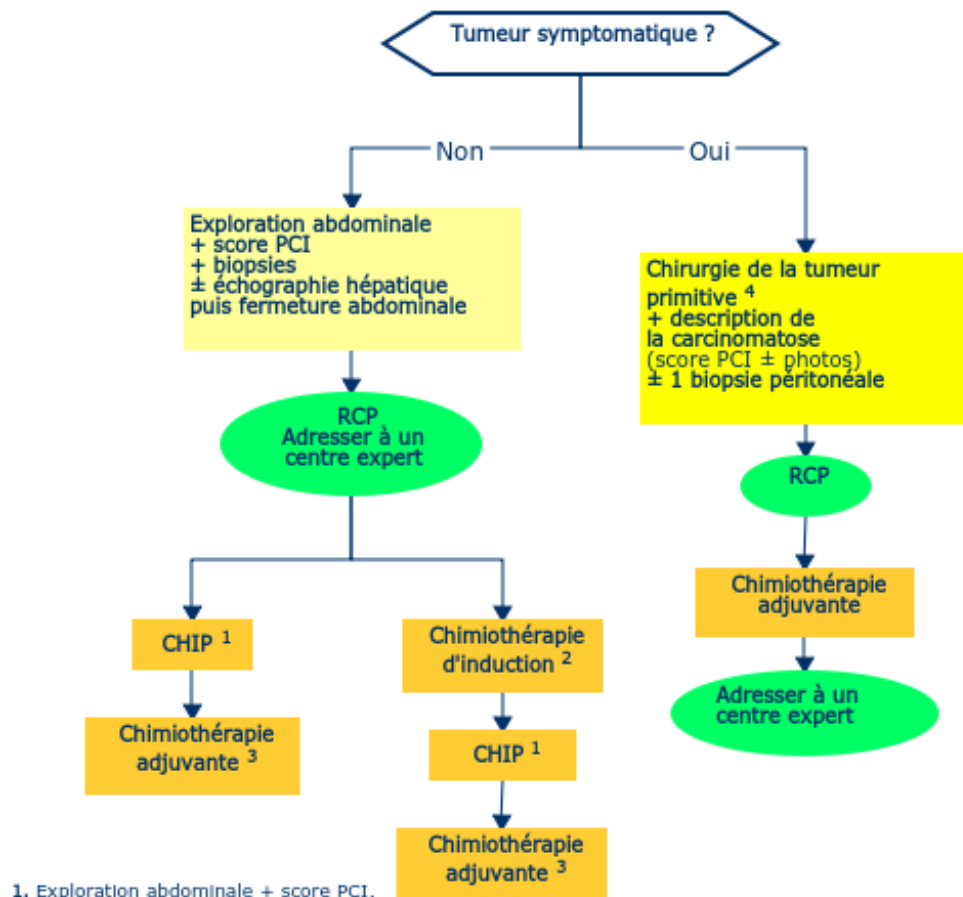 Tumeur symptomatique ?
Non
Oui
Exploration abdominale
+ score PCI
+ biopsies
± échographie hépatique
puis fermeture abdominale
Chirurgie de la tumeur
primitive 4
+ description de
la carcinomatose
(score PCI ± photos)
± 1 biopsie péritonéale
RCP
Adresser à un
centre expert
RCP
CHIP 1
Chimiothérapie
d'induction 2
Chimiothérapie
adjuvante
Chimiothérapie
adjuvante 3
CHIP 1
Adresser à un
centre expert
Chimiothérapie
adjuvante 3
1. Exploration abdominale + score PCI.